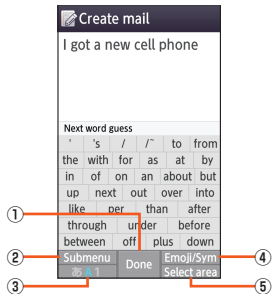 Create mail
I got a new cell phone
Next word guess
' 's / /~ to from
the with for as at by
in of on an about but
up next out over into
like per than after
through under before
between off plus down
Submenu Done Emoji/Sym
あA1 Select area
① ② ③ ④ ⑤